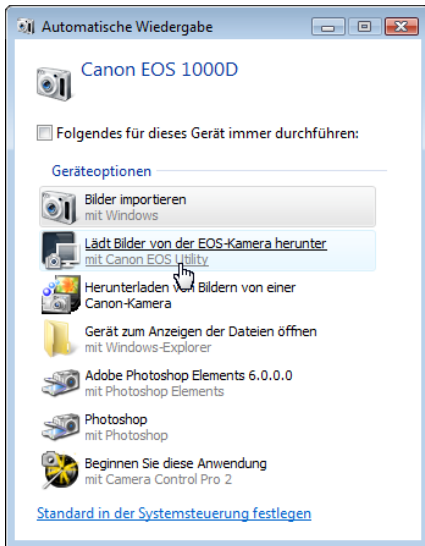 Automatische Wiedergabe
Canon EOS 1000D
Folgendes für dieses Gerät immer durchführen:
Geräteoptionen
Bilder importieren
mit Windows
Lädt Bilder von der EOS-Kamera herunter
mit Canon EOS Utility
Herunterladen von Bildern von einer
Canon-Kamera
Gerät zum Anzeigen der Dateien öffnen
mit Windows-Explorer
Adobe Photoshop Elements 6.0.0.0
mit Photoshop Elements
Photoshop
mit Photoshop
Beginnen Sie diese Anwendung
mit Camera Control Pro 2
Standard in der Systemsteuerung festlegen